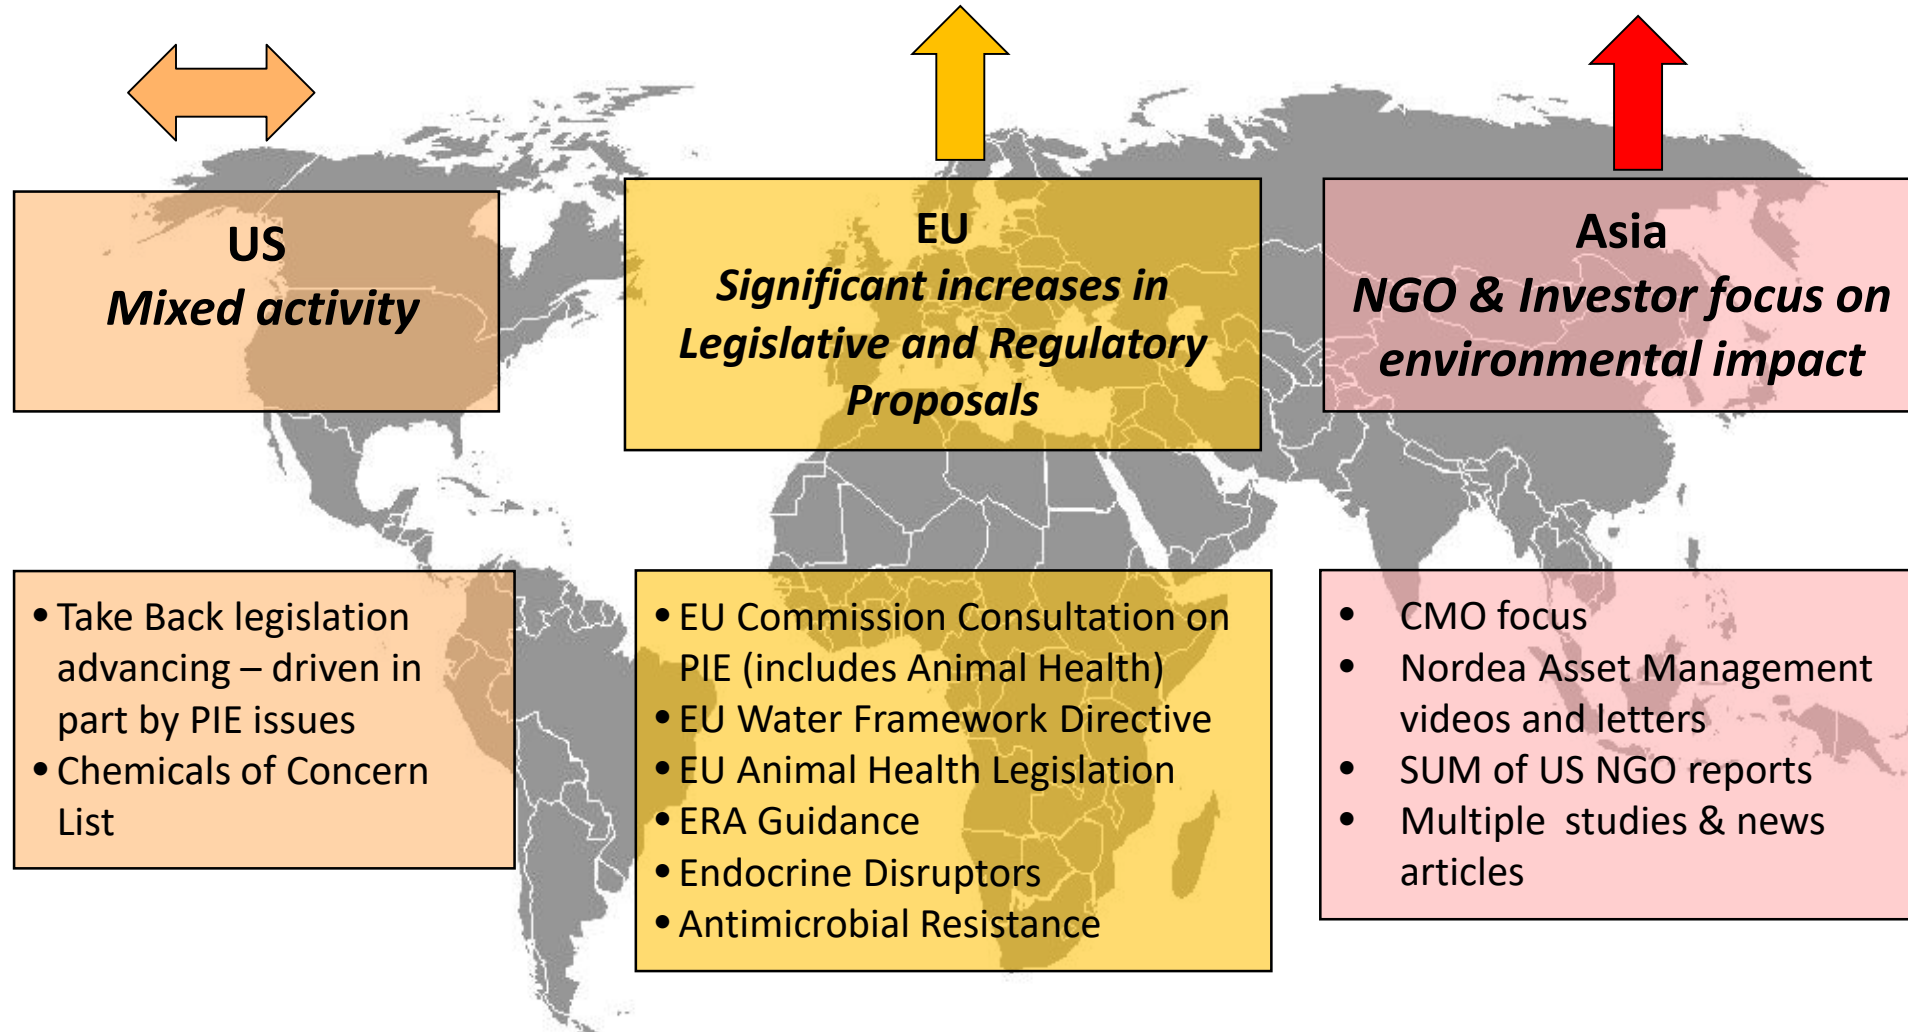 US
Mixed activity
EU
Significant increases in
Legislative and Regulatory
Proposals
Asia
NGO & Investor focus on
environmental impact
• Take Back legislation
advancing – driven in
part by PIE issues
• Chemicals of Concern
List
• EU Commission Consultation on
PIE (includes Animal Health)
• EU Water Framework Directive
• EU Animal Health Legislation
• ERA Guidance
• Endocrine Disruptors
• Antimicrobial Resistance
• CMO focus
• Nordea Asset Management
videos and letters
• SUM of US NGO reports
• Multiple studies & news
articles